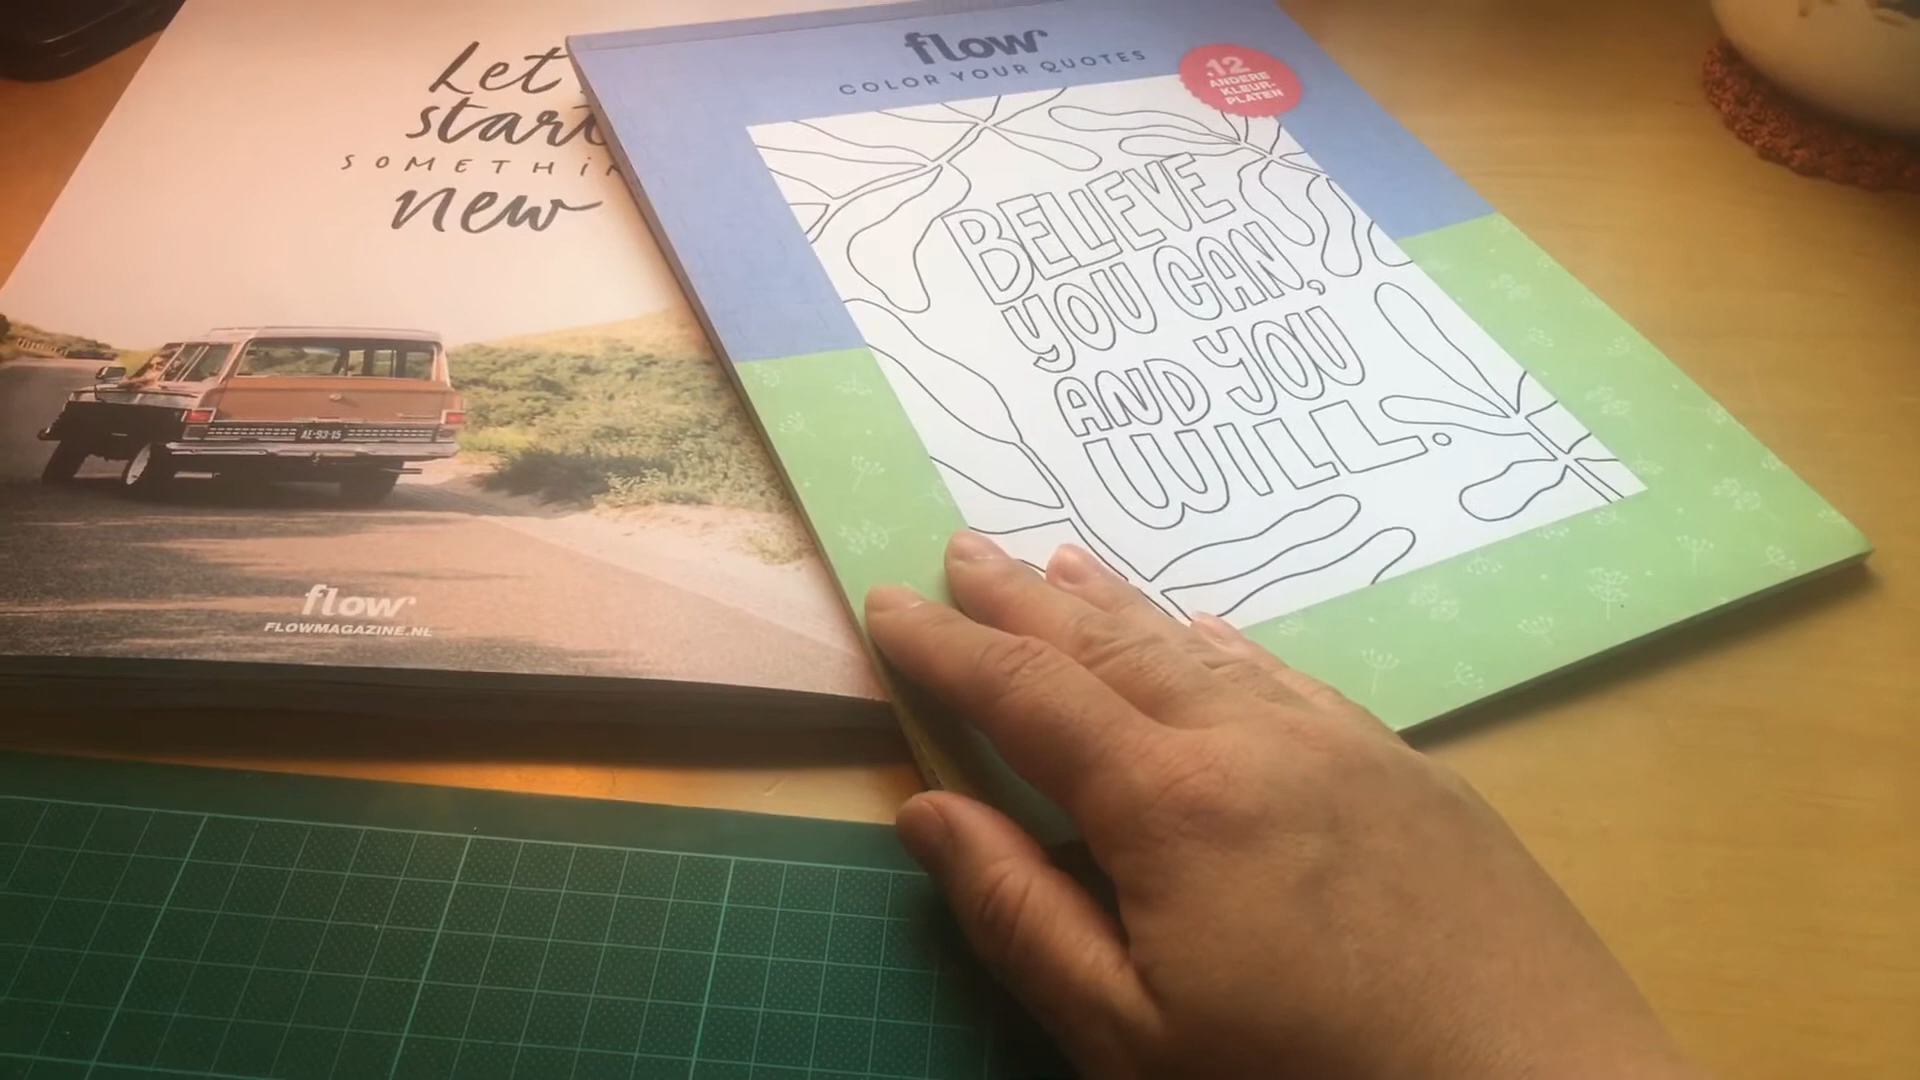 Let'
start
SOMETHIN
new
AE-93-15
flow
FLOWMAGAZINE.NL
flow
COLOR YOUR QUOTES
+12
ANDERE
KLEUR-
PLATEN
BELIEVE
YOU CAN,
AND YOU
WILL.